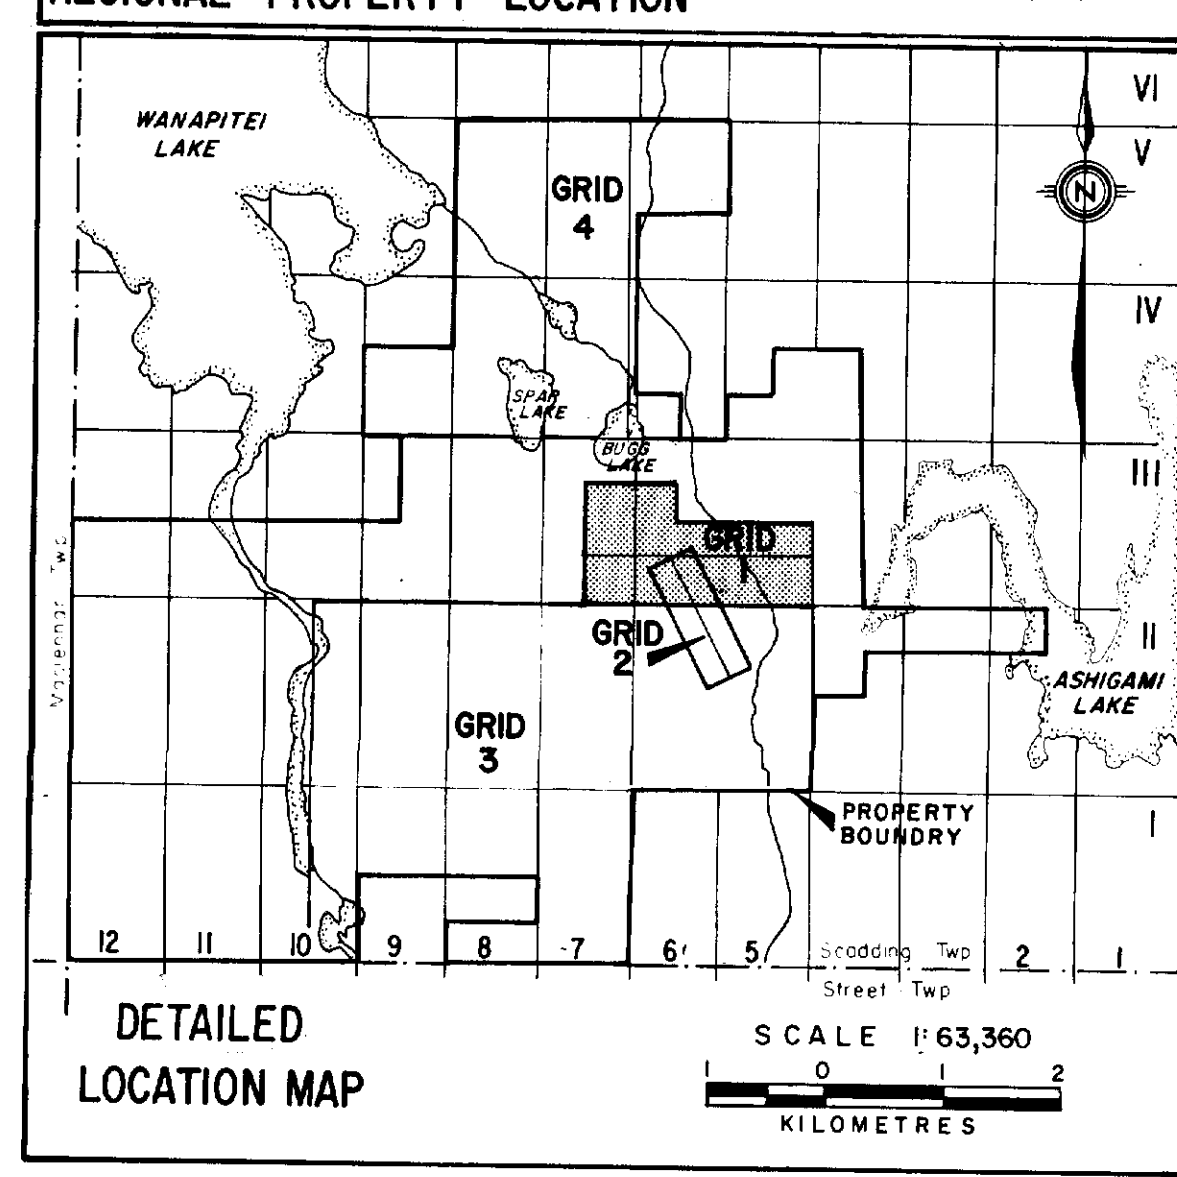 REGIONAL PROPERTY LOCATION
WANAPITEI
LAKE
VI
V
N
GRID
4
IV
SPAR
LAKE
BUGG
LAKE
III
GRID
1
GRID
2
II
ASHIGAMI
LAKE
GRID
3
PROPERTY
BOUNDRY
I
12 11 10 9 8 7 6 5 2 1
Scadding Twp
Street Twp
DETAILED
LOCATION MAP
SCALE 1:63,360
1 0 1 2
KILOMETRES